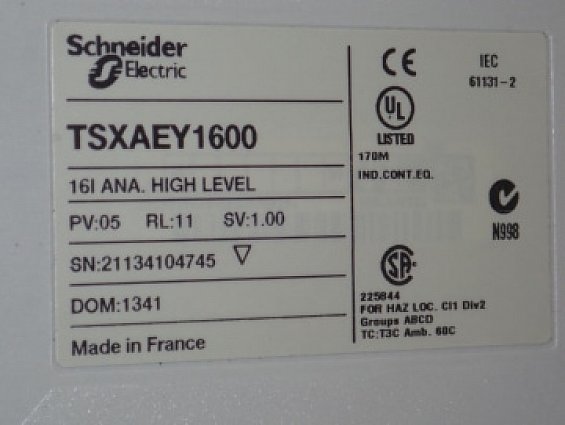 Schneider
Electric
TSXAEY1600
16I ANA. HIGH LEVEL
PV:05 RL:11 SV:1.00
SN:21134104745
DOM:1341
Made in France
CE
IEC
61131-2
UL
LISTED
170M
IND.CONT.EQ.
N998
SA
225844
FOR HAZ LOC. Cl1 Div2
Groups ABCD
TC:T3C Amb. 60C